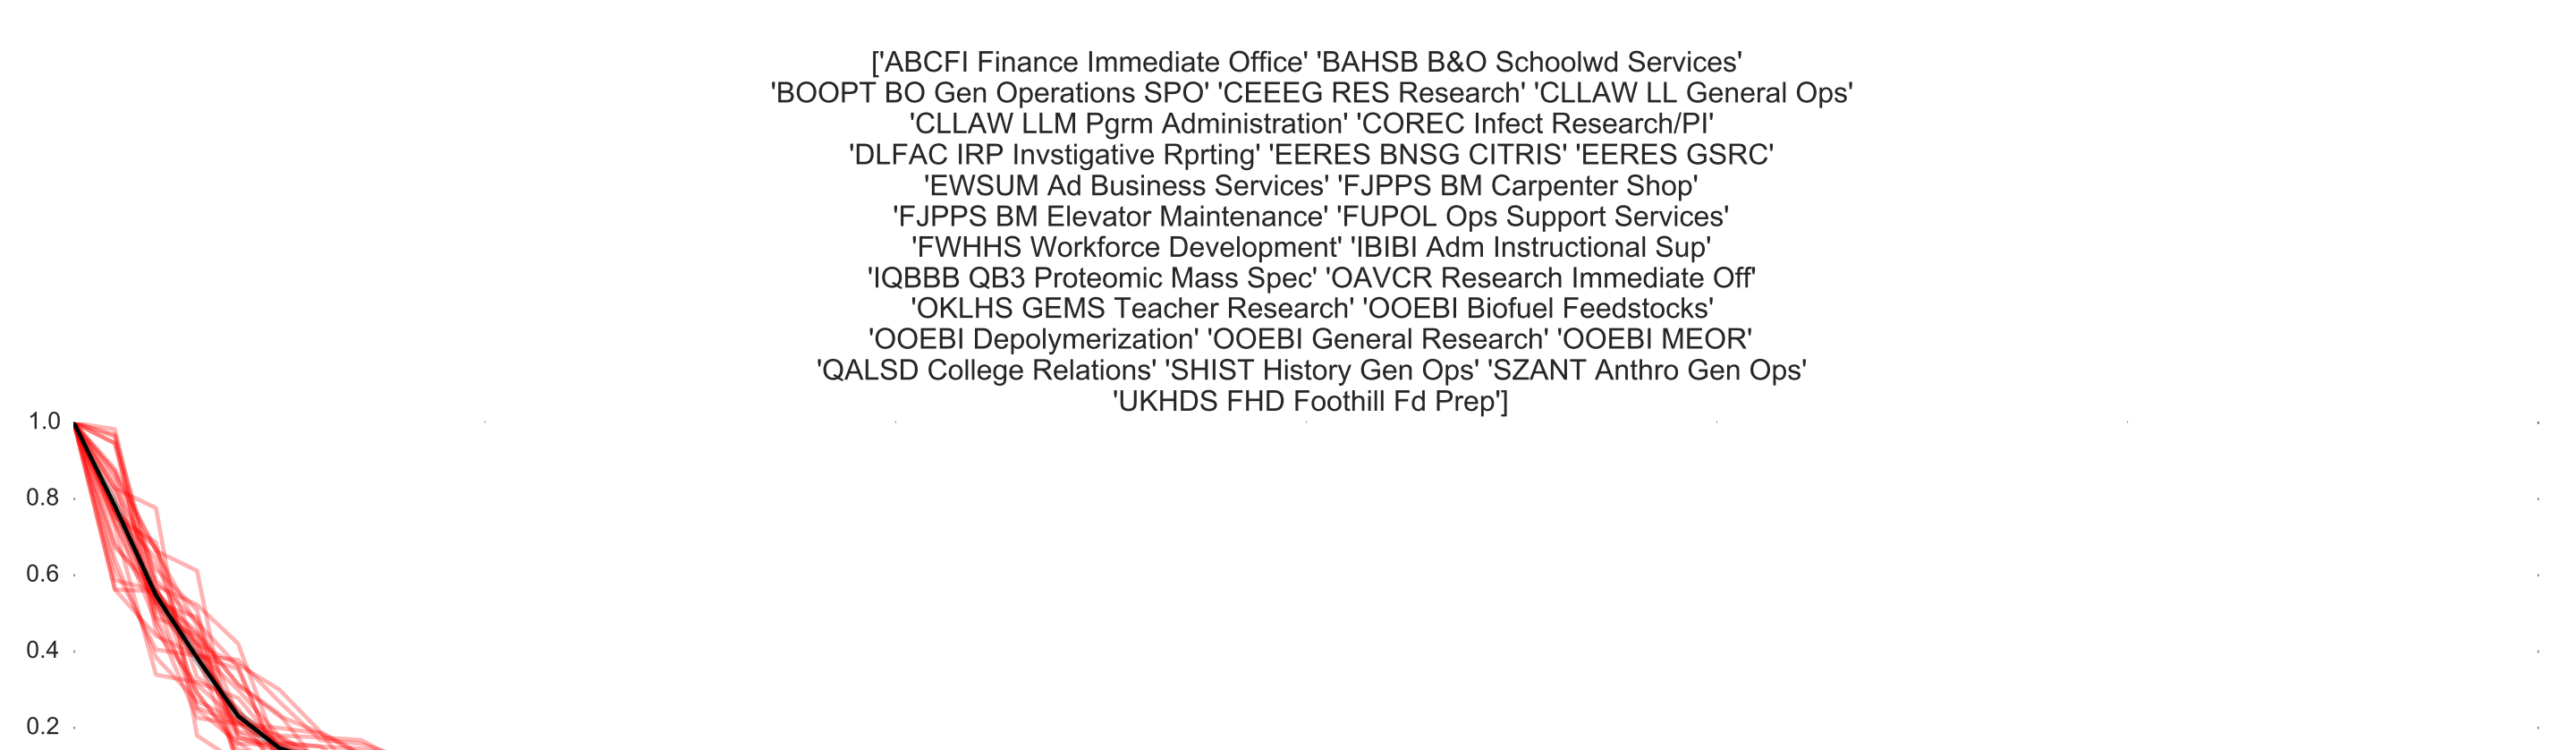 ['ABCFI Finance Immediate Office' 'BAHSB B&O Schoolwd Services'
'BOOPT BO Gen Operations SPO' 'CEEEG RES Research' 'CLLAW LL General Ops'
'CLLAW LLM Pgrm Administration' 'COREC Infect Research/PI'
'DLFAC IRP Invstigative Rprting' 'EERES BNSG CITRIS' 'EERES GSRC'
'EWSUM Ad Business Services' 'FJPPS BM Carpenter Shop'
'FJPPS BM Elevator Maintenance' 'FUPOL Ops Support Services'
'FWHHS Workforce Development' 'IBIBI Adm Instructional Sup'
'IQBBB QB3 Proteomic Mass Spec' 'OAVCR Research Immediate Off'
'OKLHS GEMS Teacher Research' 'OOEBI Biofuel Feedstocks'
'OOEBI Depolymerization' 'OOEBI General Research' 'OOEBI MEOR'
'QALSD College Relations' 'SHIST History Gen Ops' 'SZANT Anthro Gen Ops'
'UKHDS FHD Foothill Fd Prep']
1.0
0.8
0.6
0.4
0.2